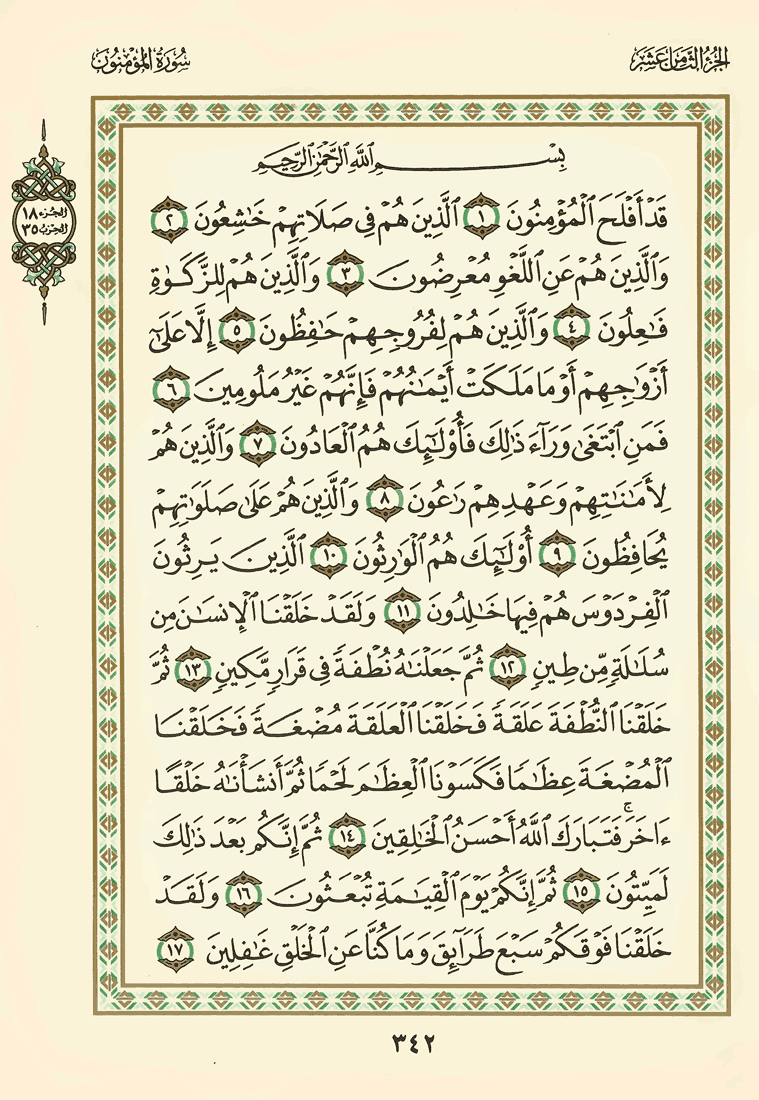 الجزء الثامن عشر
سورة المؤمنون
الجزء ١٨
الحزب ٣٥
بِسْمِ ٱللَّهِ ٱلرَّحْمَٰنِ ٱلرَّحِيمِ
قَدْ أَفْلَحَ ٱلْمُؤْمِنُونَ ١ ٱلَّذِينَ هُمْ فِى صَلَاتِهِمْ خَٰشِعُونَ ٢
وَٱلَّذِينَ هُمْ عَنِ ٱللَّغْوِ مُعْرِضُونَ ٣ وَٱلَّذِينَ هُمْ لِلزَّكَوٰةِ
فَٰعِلُونَ ٤ وَٱلَّذِينَ هُمْ لِفُرُوجِهِمْ حَٰفِظُونَ ٥ إِلَّا عَلَىٰٓ
أَزْوَٰجِهِمْ أَوْ مَا مَلَكَتْ أَيْمَٰنُهُمْ فَإِنَّهُمْ غَيْرُ مَلُومِينَ ٦
فَمَنِ ٱبْتَغَىٰ وَرَآءَ ذَٰلِكَ فَأُو۟لَٰٓئِكَ هُمُ ٱلْعَادُونَ ٧ وَٱلَّذِينَ هُمْ
لِأَمَٰنَٰتِهِمْ وَعَهْدِهِمْ رَٰعُونَ ٨ وَٱلَّذِينَ هُمْ عَلَىٰ صَلَوَٰتِهِمْ
يُحَافِظُونَ ٩ أُو۟لَٰٓئِكَ هُمُ ٱلْوَٰرِثُونَ ١٠ ٱلَّذِينَ يَرِثُونَ
ٱلْفِرْدَوْسَ هُمْ فِيهَا خَٰلِدُونَ ١١ وَلَقَدْ خَلَقْنَا ٱلْإِنسَٰنَ مِن
سُلَٰلَةٍ مِّن طِينٍ ١٢ ثُمَّ جَعَلْنَٰهُ نُطْفَةً فِى قَرَارٍ مَّكِينٍ ١٣ ثُمَّ
خَلَقْنَا ٱلنُّطْفَةَ عَلَقَةً فَخَلَقْنَا ٱلْعَلَقَةَ مُضْغَةً فَخَلَقْنَا
ٱلْمُضْغَةَ عِظَٰمًا فَكَسَوْنَا ٱلْعِظَٰمَ لَحْمًا ثُمَّ أَنشَأْنَٰهُ خَلْقًا
ءَاخَرَ ۚ فَتَبَارَكَ ٱللَّهُ أَحْسَنُ ٱلْخَٰلِقِينَ ١٤ ثُمَّ إِنَّكُم بَعْدَ ذَٰلِكَ
لَمَيِّتُونَ ١٥ ثُمَّ إِنَّكُمْ يَوْمَ ٱلْقِيَٰمَةِ تُبْعَثُونَ ١٦ وَلَقَدْ
خَلَقْنَا فَوْقَكُمْ سَبْعَ طَرَآئِقَ وَمَا كُنَّا عَنِ ٱلْخَلْقِ غَٰفِلِينَ ١٧
٣٤٢